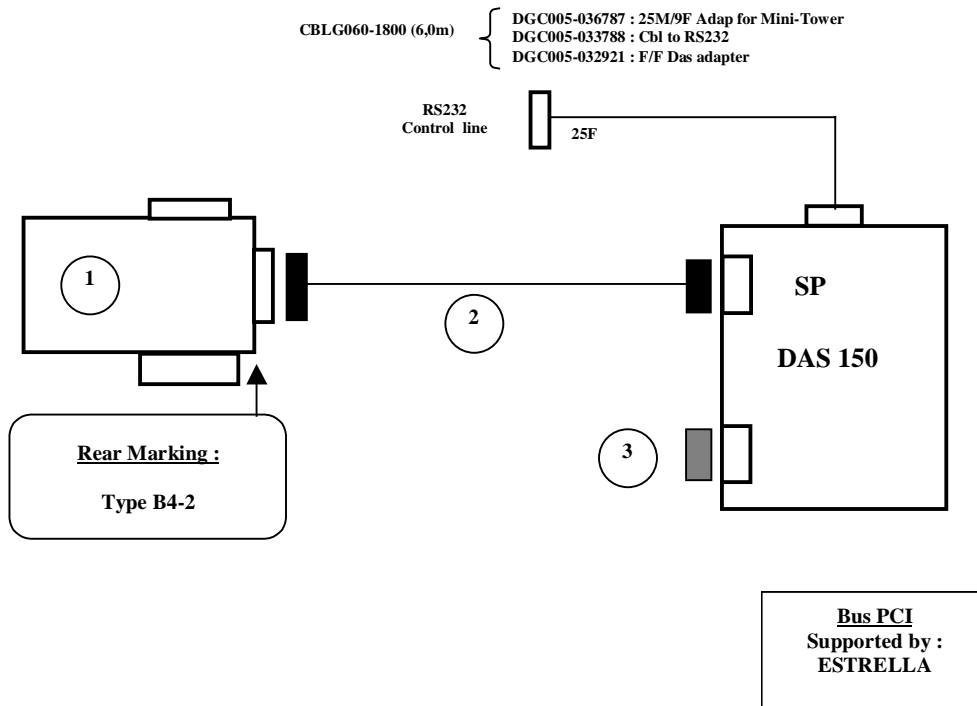 CBLG060-1800 (6,0m)
DGC005-036787 : 25M/9F Adap for Mini-Tower
DGC005-033788 : Cbl to RS232
DGC005-032921 : F/F Das adapter
RS232
Control line
25F
1
2
SP
DAS 150
3
Rear Marking :
Type B4-2
Bus PCI
Supported by :
ESTRELLA